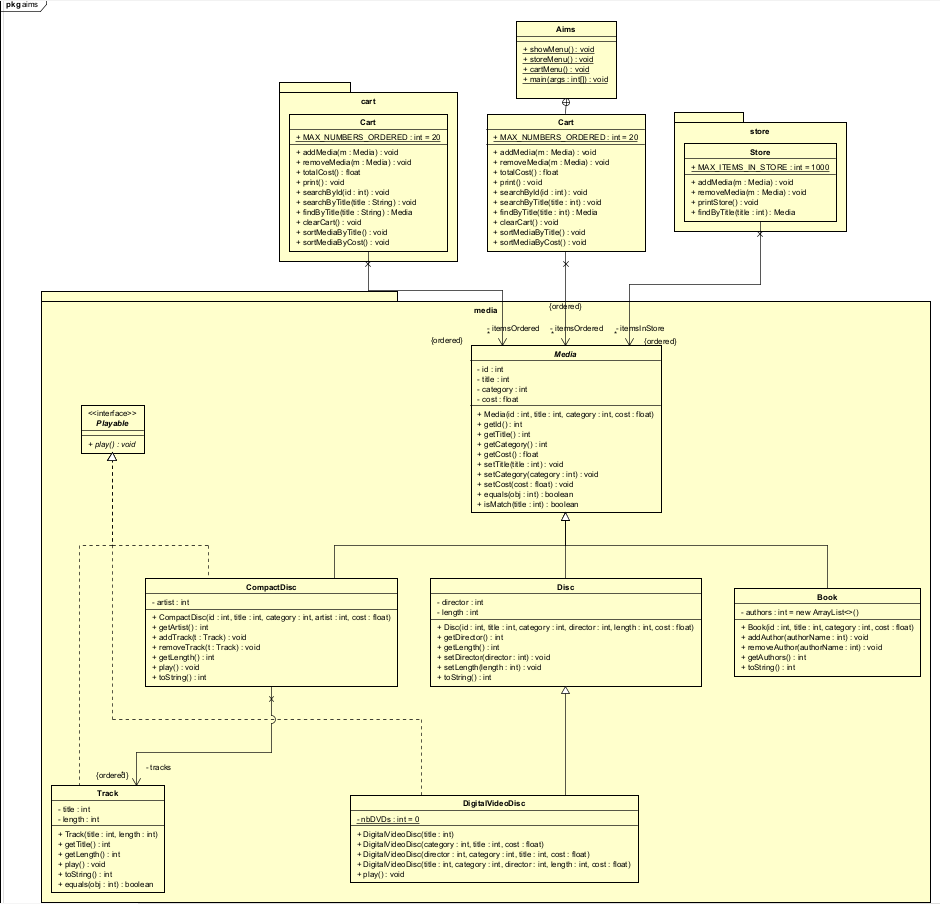 pkg aims
Aims
+ showMenu() : void
+ storeMenu() : void
+ cartMenu() : void
+ main(args : int[]) : void
cart
Cart
+ MAX_NUMBERS_ORDERED : int = 20
+ addMedia(m : Media) : void
+ removeMedia(m : Media) : void
+ totalCost() : float
+ print() : void
+ searchById(id : int) : void
+ searchByTitle(title : String) : void
+ findByTitle(title : String) : Media
+ clearCart() : void
+ sortMediaByTitle() : void
+ sortMediaByCost() : void
Cart
+ MAX_NUMBERS_ORDERED : int = 20
+ addMedia(m : Media) : void
+ removeMedia(m : Media) : void
+ totalCost() : float
+ print() : void
+ searchById(id : int) : void
+ searchByTitle(title : int) : void
+ findByTitle(title : int) : Media
+ clearCart() : void
+ sortMediaByTitle() : void
+ sortMediaByCost() : void
store
Store
+ MAX_ITEMS_IN_STORE : int = 1000
+ addMedia(m : Media) : void
+ removeMedia(m : Media) : void
+ printStore() : void
+ findByTitle(title : int) : Media
media
{ordered}
- itemsOrdered
*
- itemsOrdered
*
- itemsInStore
*
{ordered}
{ordered}
Media
- id : int
- title : int
- category : int
- cost : float
+ Media(id : int, title : int, category : int, cost : float)
+ getId() : int
+ getTitle() : int
+ getCategory() : int
+ getCost() : float
+ setTitle(title : int) : void
+ setCategory(category : int) : void
+ setCost(cost : float) : void
+ equals(obj : int) : boolean
+ isMatch(title : int) : boolean
<<interface>>
Playable
+ play() : void
CompactDisc
- artist : int
+ CompactDisc(id : int, title : int, category : int, artist : int, cost : float)
+ getArtist() : int
+ addTrack(t : Track) : void
+ removeTrack(t : Track) : void
+ getLength() : int
+ play() : void
+ toString() : int
Disc
- director : int
- length : int
+ Disc(id : int, title : int, category : int, director : int, length : int, cost : float)
+ getDirector() : int
+ getLength() : int
+ setDirector(director : int) : void
+ setLength(length : int) : void
+ toString() : int
Book
- authors : int = new ArrayList<>()
+ Book(id : int, title : int, category : int, cost : float)
+ addAuthor(authorName : int) : void
+ removeAuthor(authorName : int) : void
+ getAuthors() : int
+ toString() : int
- tracks
{ordered}
*
Track
- title : int
- length : int
+ Track(title : int, length : int)
+ getTitle() : int
+ getLength() : int
+ play() : void
+ toString() : int
+ equals(obj : int) : boolean
DigitalVideoDisc
- nbDVDs : int = 0
+ DigitalVideoDisc(title : int)
+ DigitalVideoDisc(category : int, title : int, cost : float)
+ DigitalVideoDisc(director : int, category : int, title : int, cost : float)
+ DigitalVideoDisc(title : int, category : int, director : int, length : int, cost : float)
+ play() : void